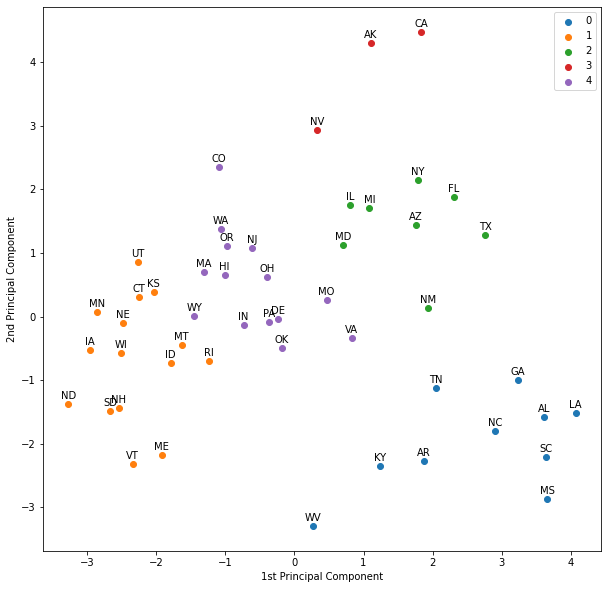 CA
AK
0
1
2
3
4
4
NV
3
CO
NY
2
FL
IL
MI
WA
AZ
OR
NJ
TX
MD
1
UT
MA
HI
OH
KS
CT
MO
NM
MN
WY
DE
PA
IN
NE
0
VA
OK
IA
WI
MT
RI
ID
TN
GA
−1
ND
NH
SD
LA
AL
NC
ME
VT
−2
KY
AR
SC
MS
WV
−3
2nd Principal Component
−3
−2
−1
0
1
2
3
4
1st Principal Component